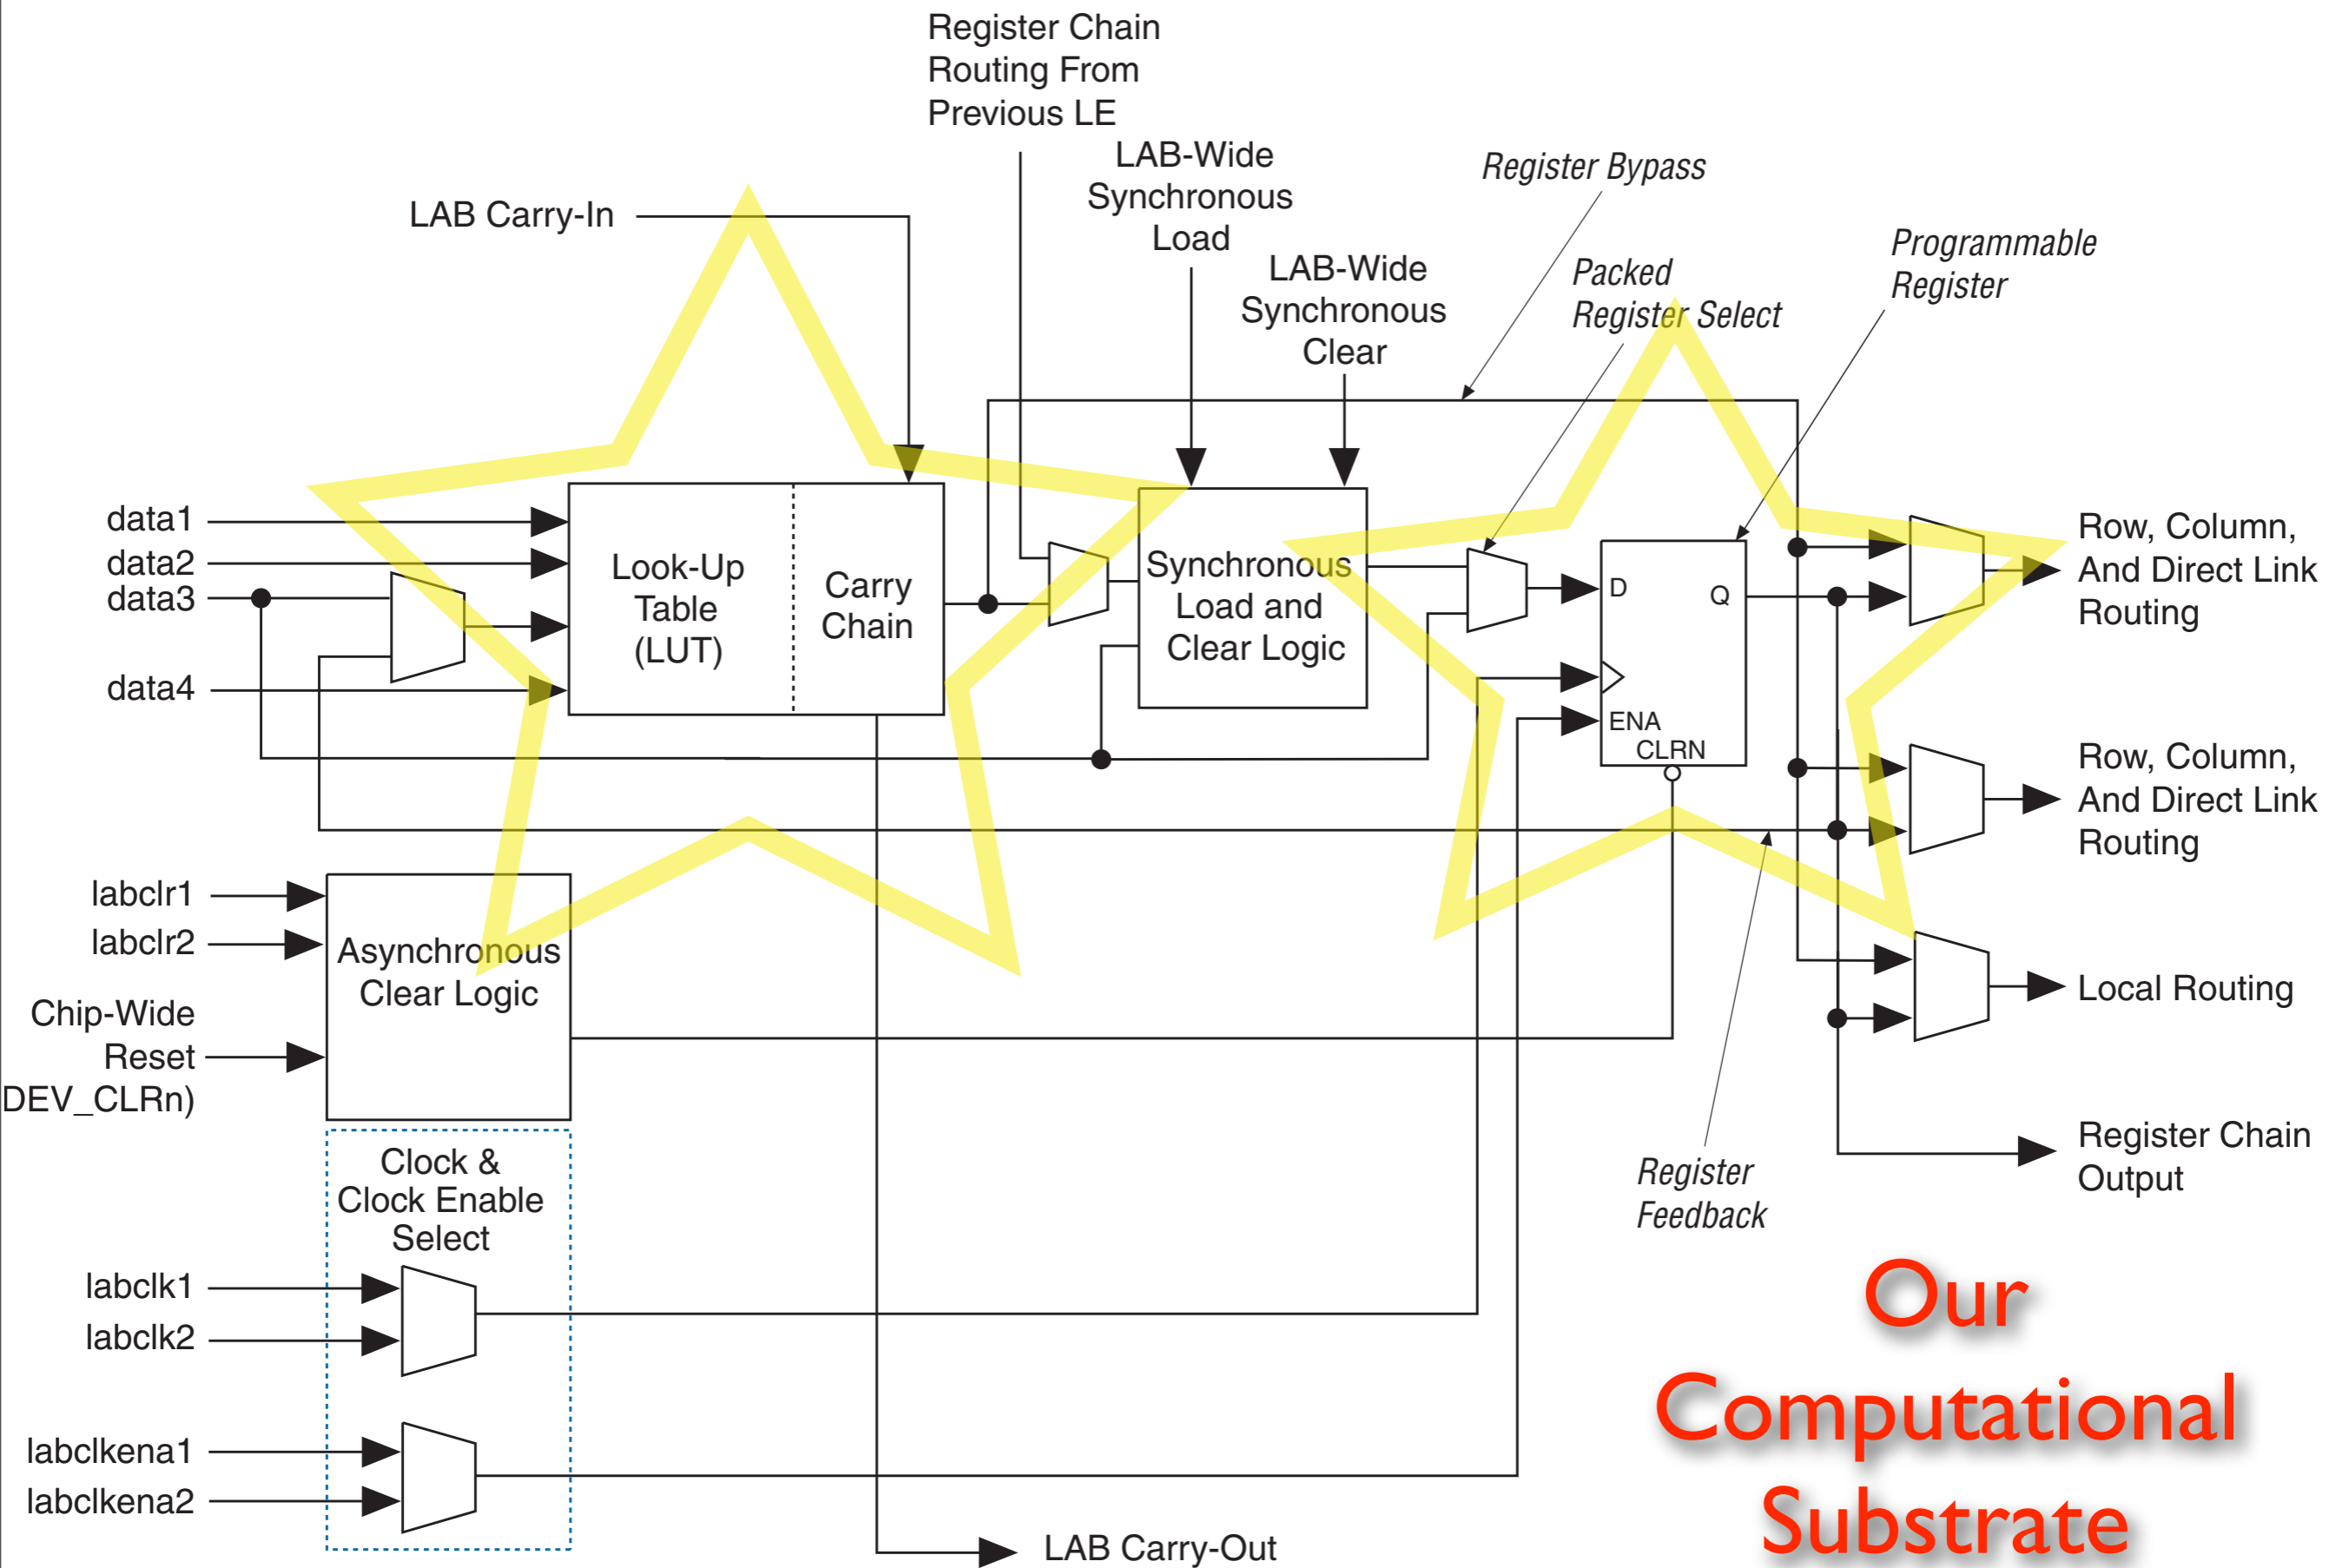 Register Chain
Routing From
Previous LE
LAB-Wide
Synchronous
Load
Register Bypass
LAB Carry-In
LAB-Wide
Synchronous
Clear
Packed
Register Select
Programmable
Register
data1
data2
data3
data4
Look-Up
Table
(LUT)
Carry
Chain
Synchronous
Load and
Clear Logic
D
Q
ENA
CLRN
Row, Column,
And Direct Link
Routing
Row, Column,
And Direct Link
Routing
labclr1
labclr2
Chip-Wide
Reset
DEV_CLRn)
Asynchronous
Clear Logic
Local Routing
Register Chain
Output
Register
Feedback
Clock &
Clock Enable
Select
labclk1
labclk2
labclkena1
labclkena2
LAB Carry-Out
Our
Computational
Substrate